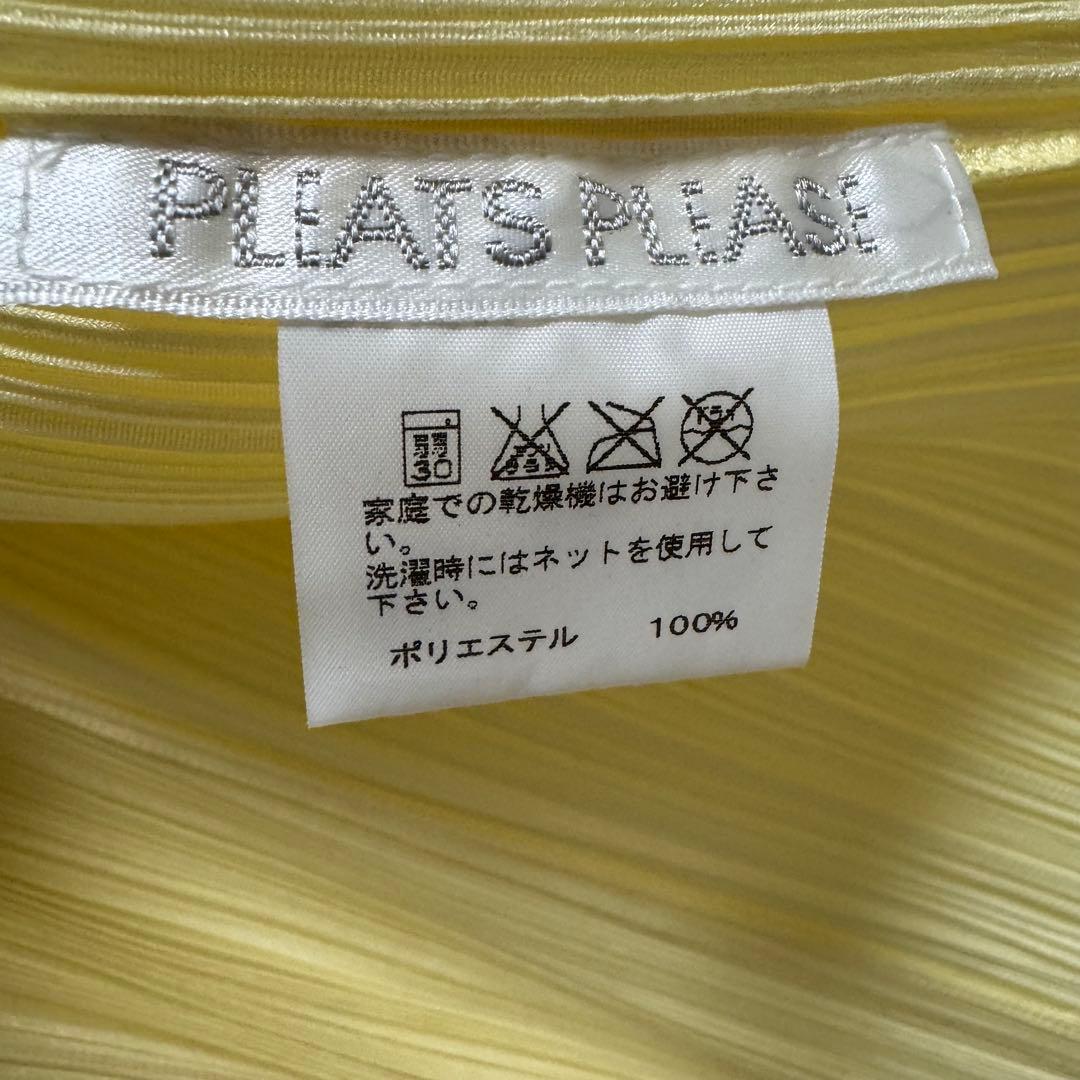 PLEATS PLEASE
30
家庭での乾燥機はお避け下さ
い。
洗濯時にはネットを使用して
下さい。
ポリエステル 100%